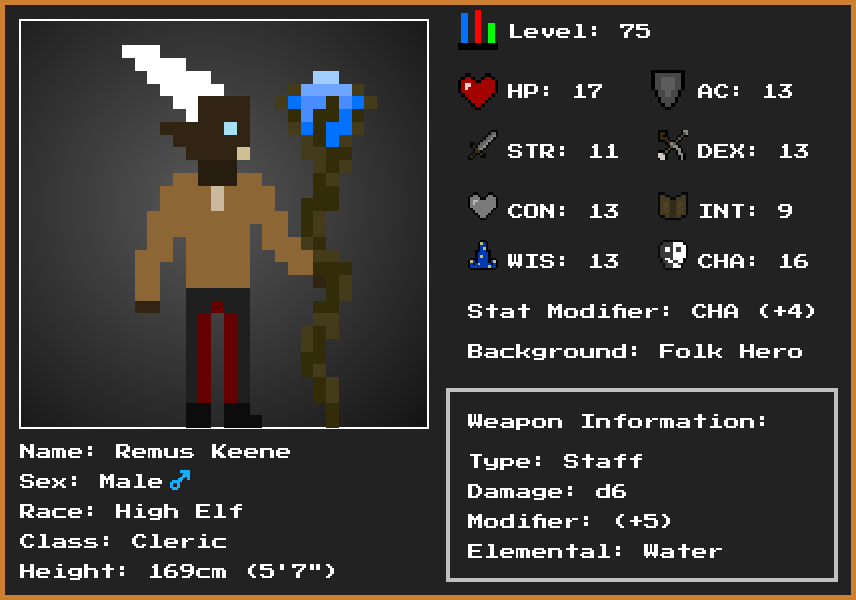 Level: 75
HP: 17
AC: 13
STR: 11
DEX: 13
CON: 13
INT: 9
WIS: 13
CHA: 16
Stat Modifier: CHA (+4)
Background: Folk Hero
Weapon Information:
Type: Staff
Damage: d6
Modifier: (+5)
Elemental: Water
Name: Remus Keene
Sex: Male♂
Race: High Elf
Class: Cleric
Height: 169cm (5'7")